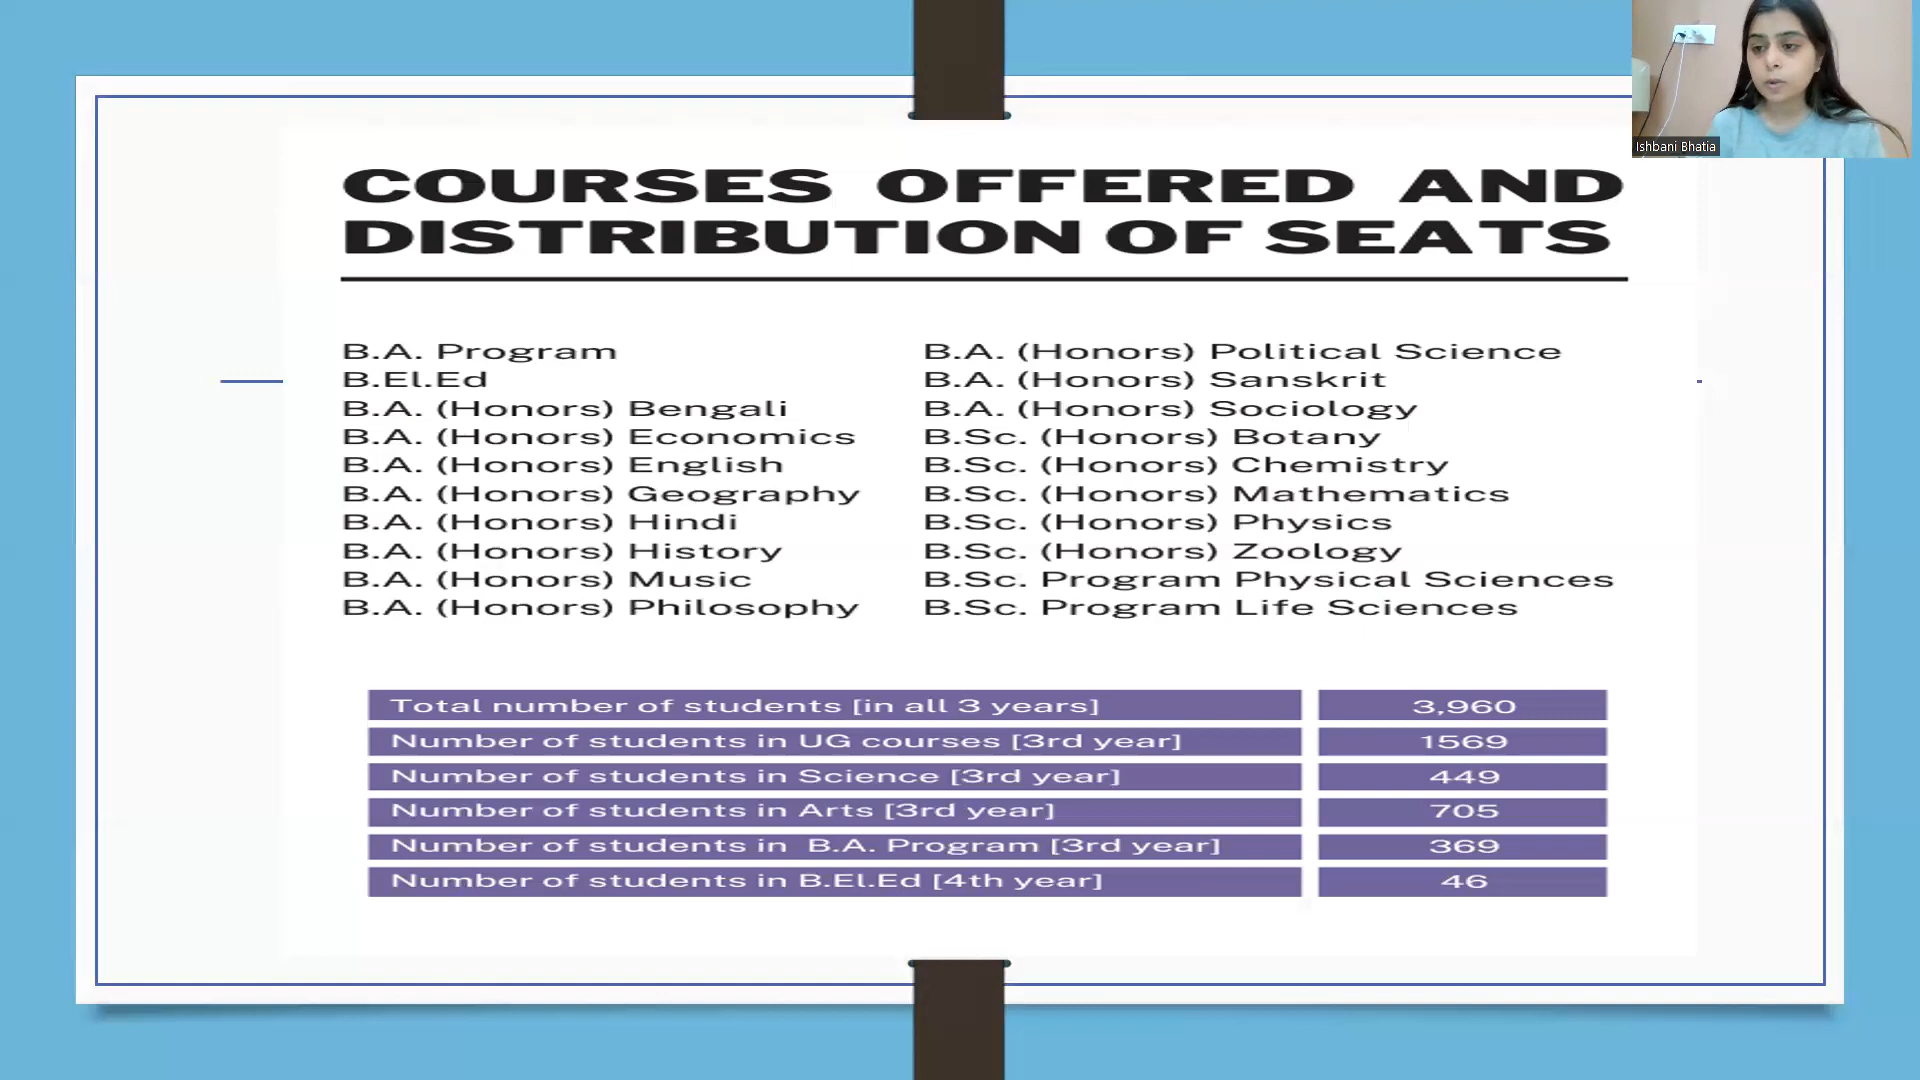 Ishbani Bhatia
COURSES OFFERED AND
DISTRIBUTION OF SEATS
B.A. Program
B.El.Ed
B.A. (Honors) Bengali
B.A. (Honors) Economics
B.A. (Honors) English
B.A. (Honors) Geography
B.A. (Honors) Hindi
B.A. (Honors) History
B.A. (Honors) Music
B.A. (Honors) Philosophy
B.A. (Honors) Political Science
B.A. (Honors) Sanskrit
B.A. (Honors) Sociology
B.Sc. (Honors) Botany
B.Sc. (Honors) Chemistry
B.Sc. (Honors) Mathematics
B.Sc. (Honors) Physics
B.Sc. (Honors) Zoology
B.Sc. Program Physical Sciences
B.Sc. Program Life Sciences
Total number of students [in all 3 years] 3,960
Number of students in UG courses [3rd year] 1569
Number of students in Science [3rd year] 449
Number of students in Arts [3rd year] 705
Number of students in B.A. Program [3rd year] 369
Number of students in B.El.Ed [4th year] 46